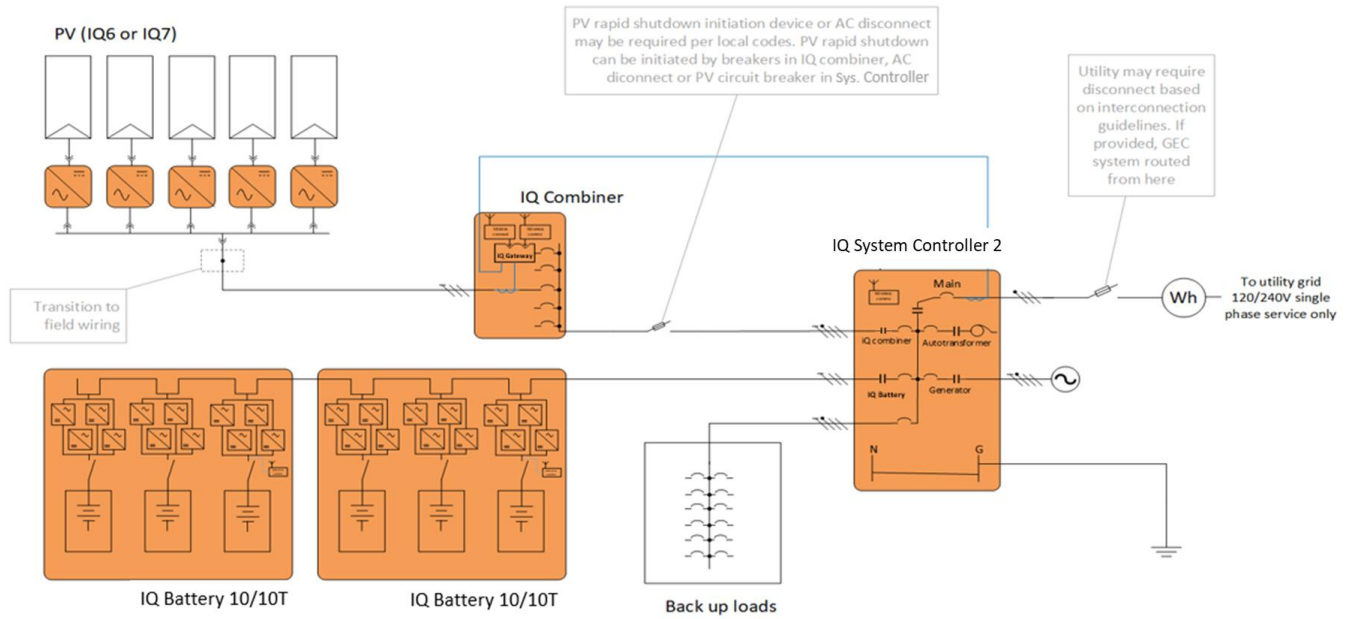 PV (IQ6 or IQ7)
PV rapid shutdown initiation device or AC disconnect
may be required per local codes. PV rapid shutdown
can be initiated by breakers in IQ combiner, AC
diconnect or PV circuit breaker in Sys. Controller
Utility may require
disconnect based
on interconnection
guidelines. If
provided, GEC
system routed
from here
IQ Combiner
IQ Gateway
Transition to
field wiring
IQ System Controller 2
Main
Wh
To utility grid
120/240V single
phase service only
iQ combiner
Autotransformer
IQ Battery
Generator
N
G
IQ Battery 10/10T
IQ Battery 10/10T
Back up loads